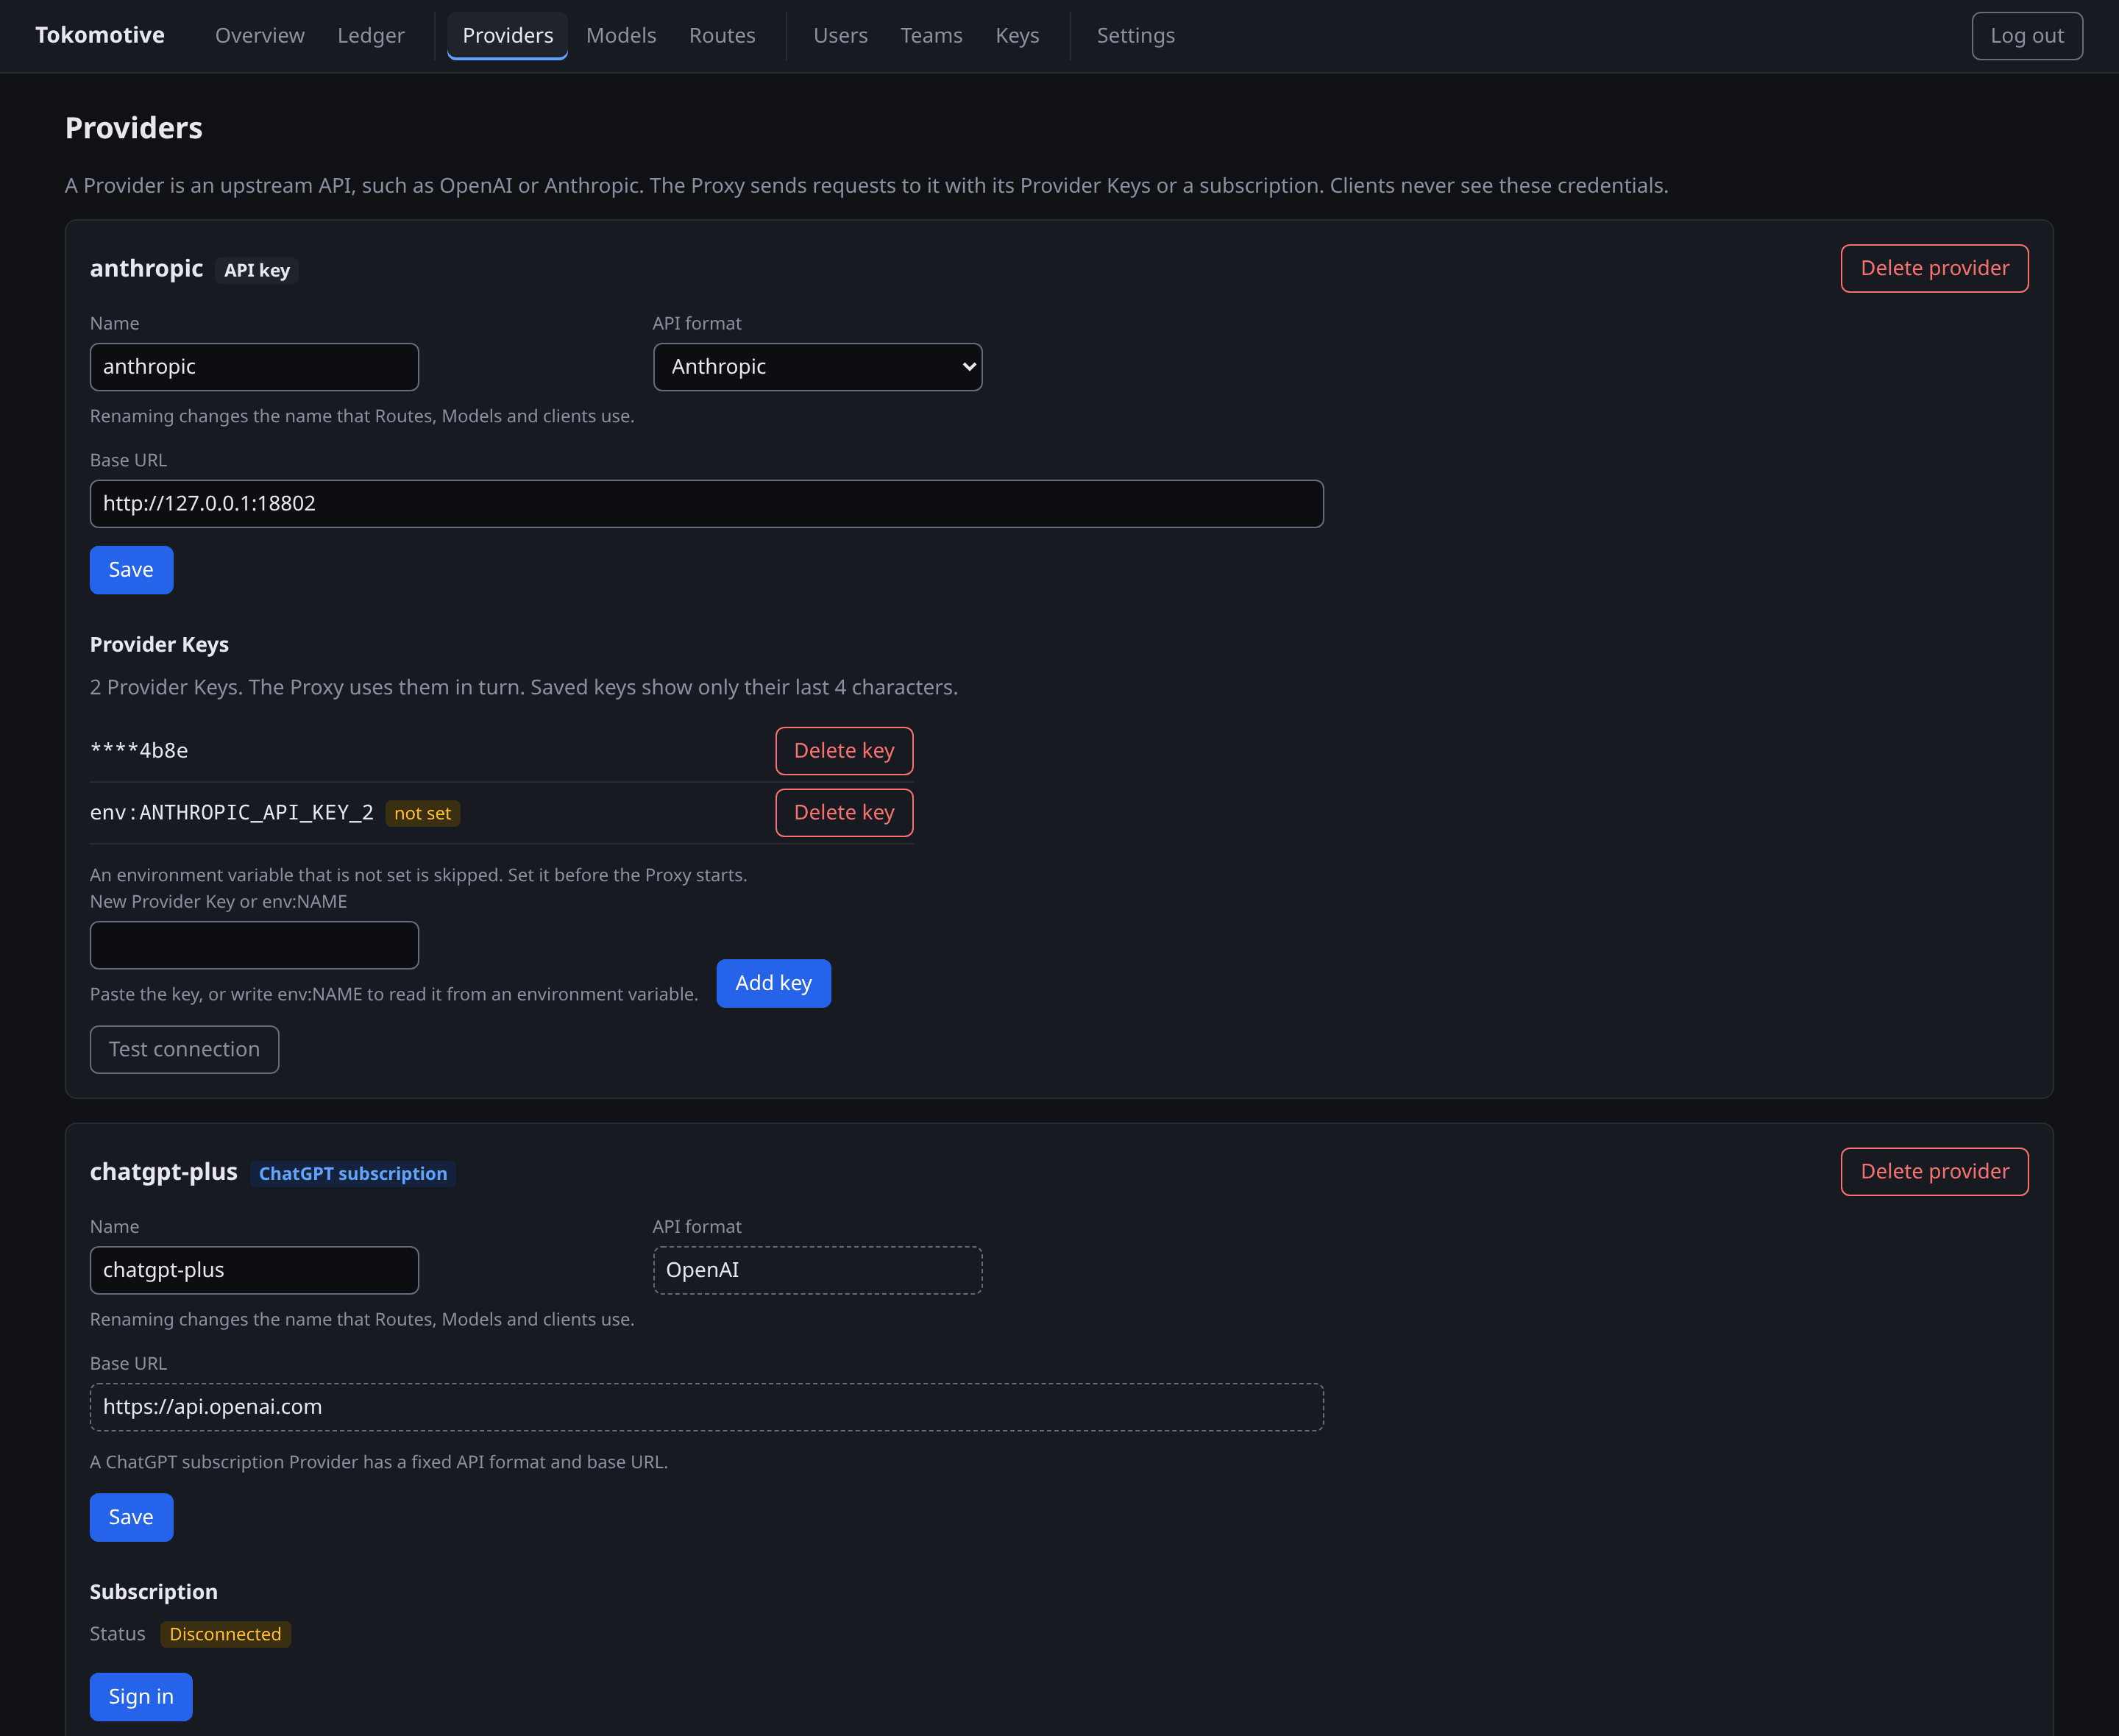 Tokomotive Overview Ledger Providers Models Routes Users Teams Keys Settings Log out
Providers
A Provider is an upstream API, such as OpenAI or Anthropic. The Proxy sends requests to it with its Provider Keys or a subscription. Clients never see these credentials.
anthropic API key Delete provider
Name API format
anthropic Anthropic
Renaming changes the name that Routes, Models and clients use.
Base URL
http://127.0.0.1:18802
Save
Provider Keys
2 Provider Keys. The Proxy uses them in turn. Saved keys show only their last 4 characters.
****4b8e Delete key
env:ANTHROPIC_API_KEY_2 not set Delete key
An environment variable that is not set is skipped. Set it before the Proxy starts.
New Provider Key or env:NAME
Paste the key, or write env:NAME to read it from an environment variable. Add key
Test connection
chatgpt-plus ChatGPT subscription Delete provider
Name API format
chatgpt-plus OpenAI
Renaming changes the name that Routes, Models and clients use.
Base URL
https://api.openai.com
A ChatGPT subscription Provider has a fixed API format and base URL.
Save
Subscription
Status Disconnected
Sign in